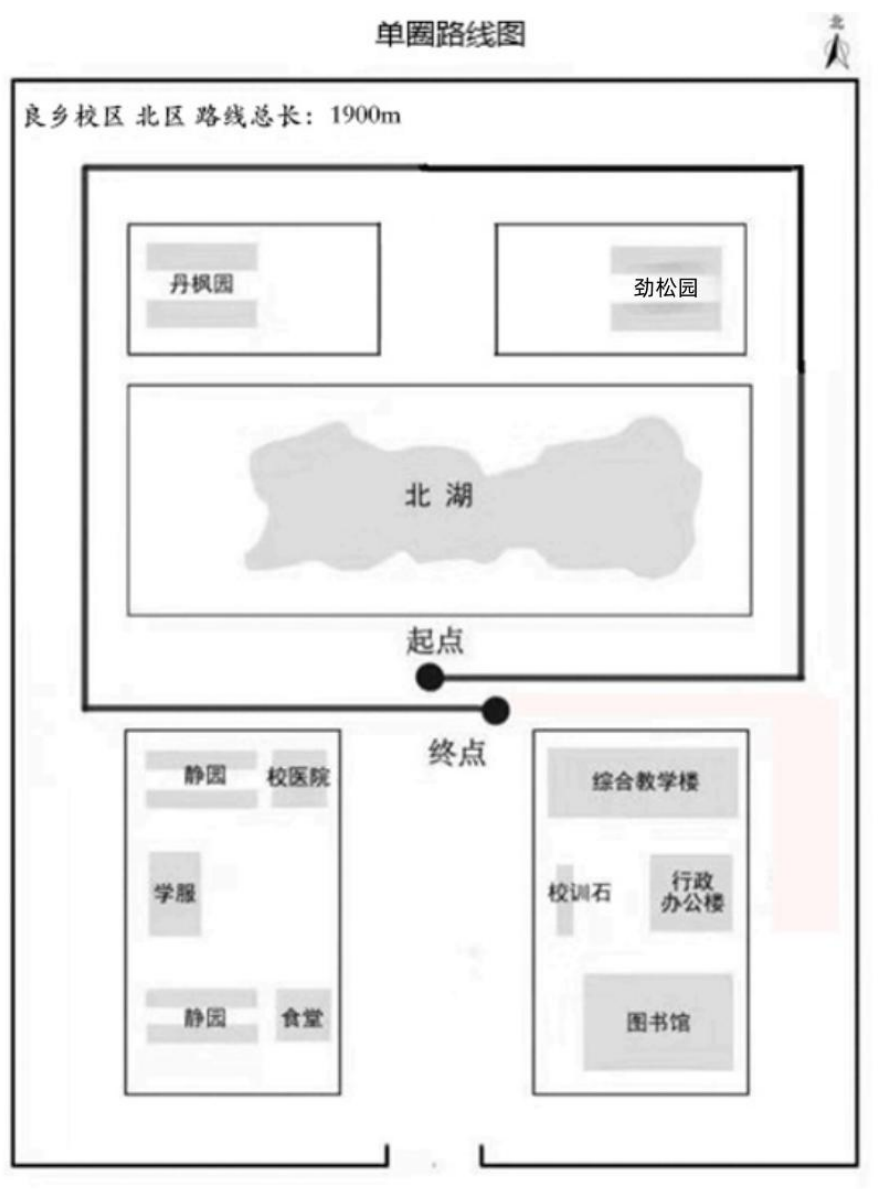 单圈路线图
北
良乡校区 北区 路线总长：1900m
丹枫园
劲松园
北湖
起点
终点
静园
校医院
综合教学楼
学服
校训石
行政
办公楼
静园
食堂
图书馆